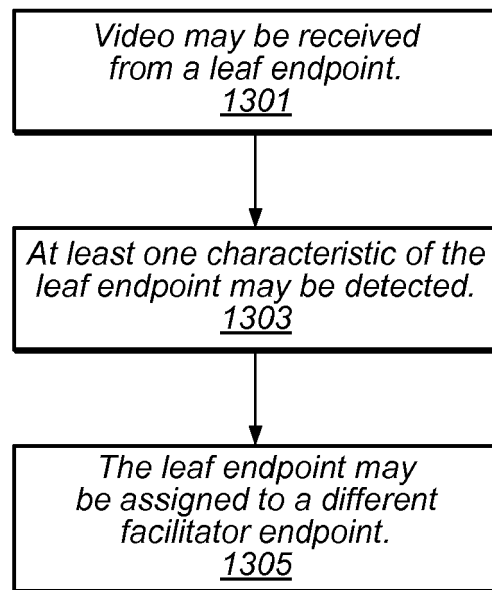 Video may be received
from a leaf endpoint.
1301
At least one characteristic of the
leaf endpoint may be detected.
1303
The leaf endpoint may
be assigned to a different
facilitator endpoint.
1305